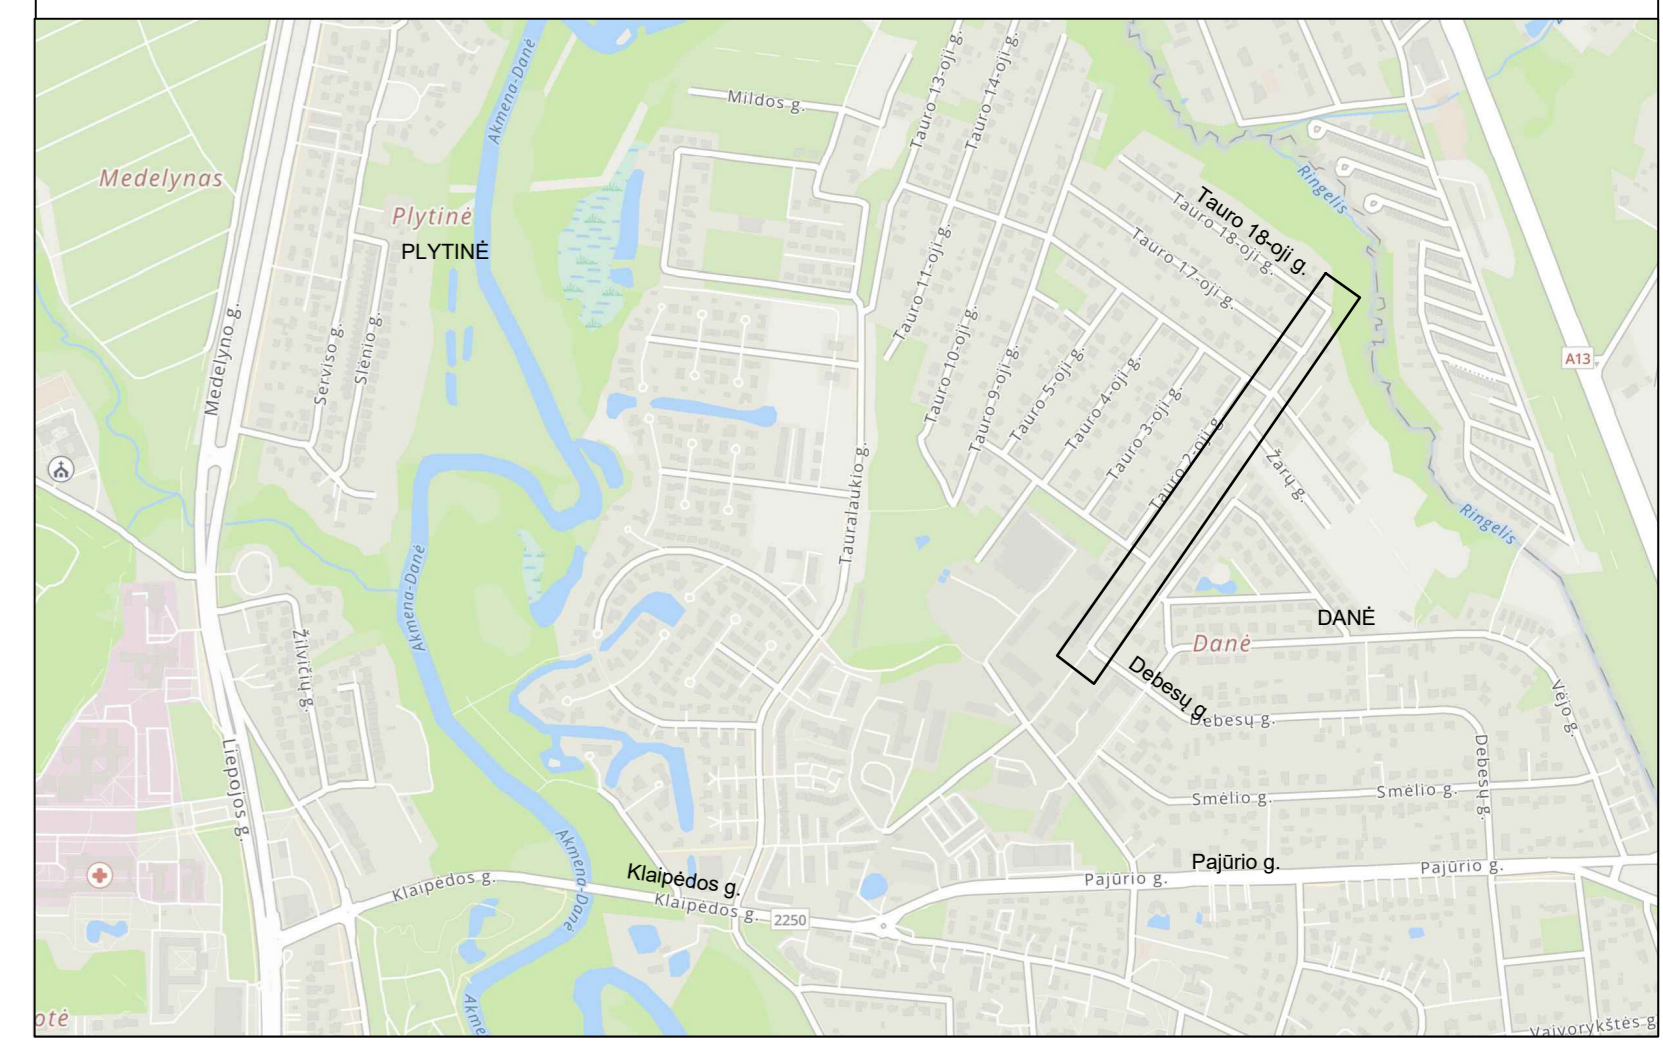 Akmena-Danė
Tauro 13-oji g.
Tauro 14-oji g.
Mildos g.
Medelynas
Plytinė
PLYTINĖ
Ringelis
Tauro 18-oji g.
Tauro 18-oji g.
Tauro 17-oji g.
Tauro 11-oji g.
Tauro 10-oji g.
Medelyno g.
Serviso g.
Slėnio g.
A13
Tauro 9-oji g.
Tauro 5-oji g.
Tauro 4-oji g.
Tauro 3-oji g.
Tauro 2-oji g.
Žarų g.
Tauralaukio g.
Ringelis
Akmena-Danė
DANĖ
Danė
Žilvičių g.
Debesų g.
Debesų g.
Vėjo g.
Debesų g.
Liepojos g.
Smėlio g.
Smėlio g.
Akmena-Danė
Pajūrio g.
Pajūrio g.
Pajūrio g.
Klaipėdos g.
Klaipėdos g.
Klaipėdos g.
2250
Akme
otė
Vaivorykštės g